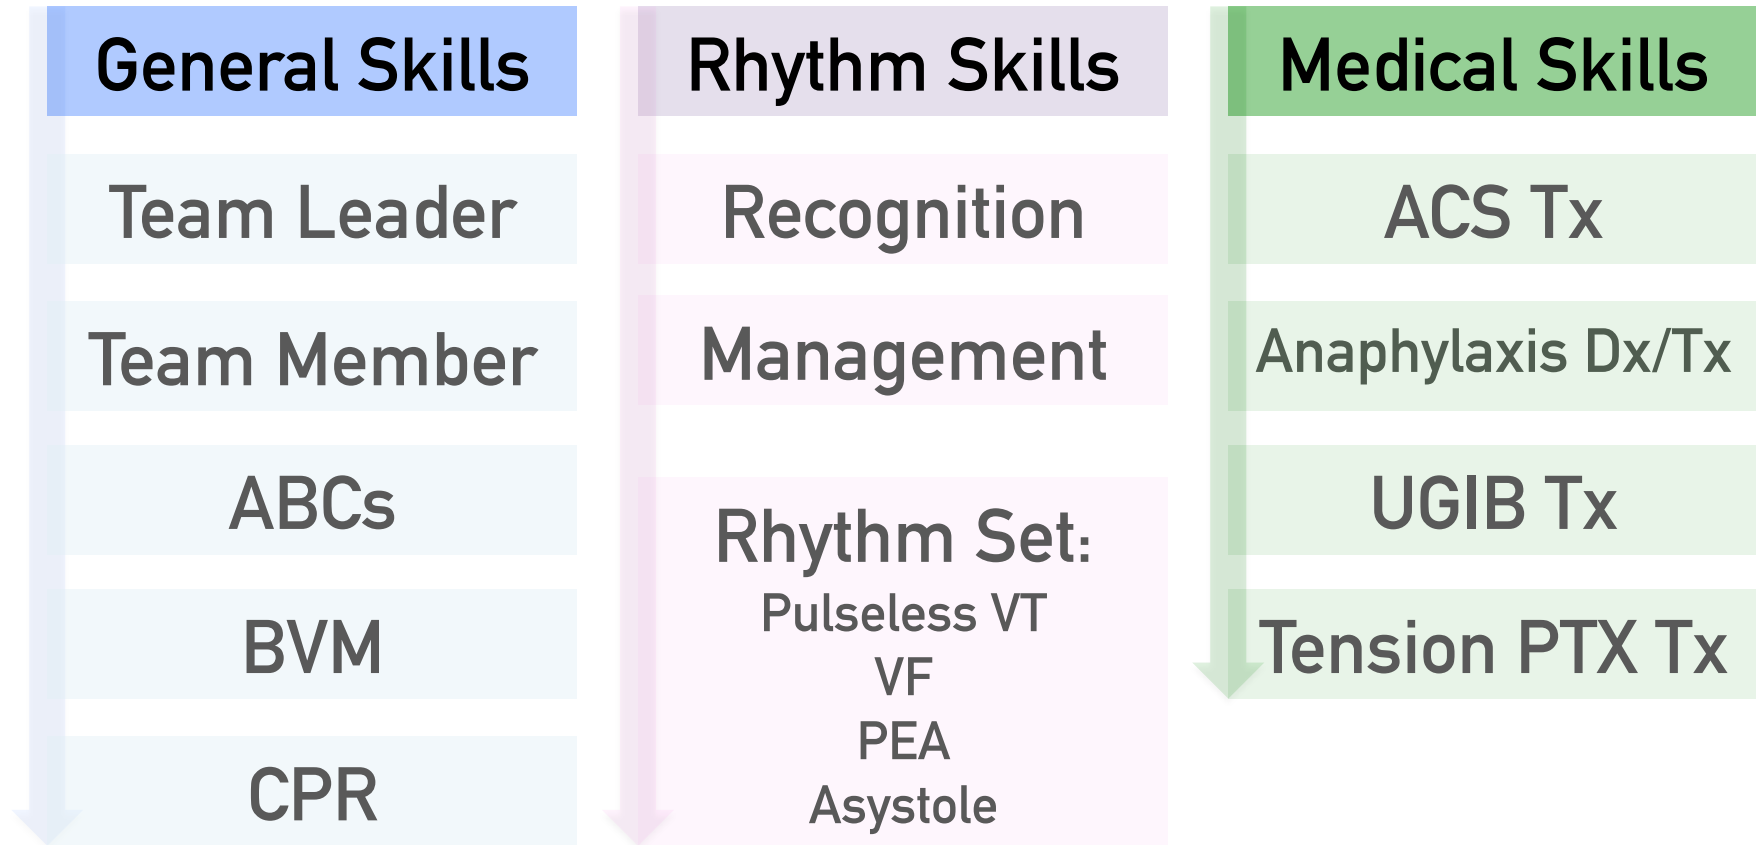 General Skills
Team Leader
Team Member
ABCs
BVM
CPR
Rhythm Skills
Recognition
Management
Rhythm Set:
Pulseless VT
VF
PEA
Asystole
Medical Skills
ACS Tx
Anaphylaxis Dx/Tx
UGIB Tx
Tension PTX Tx